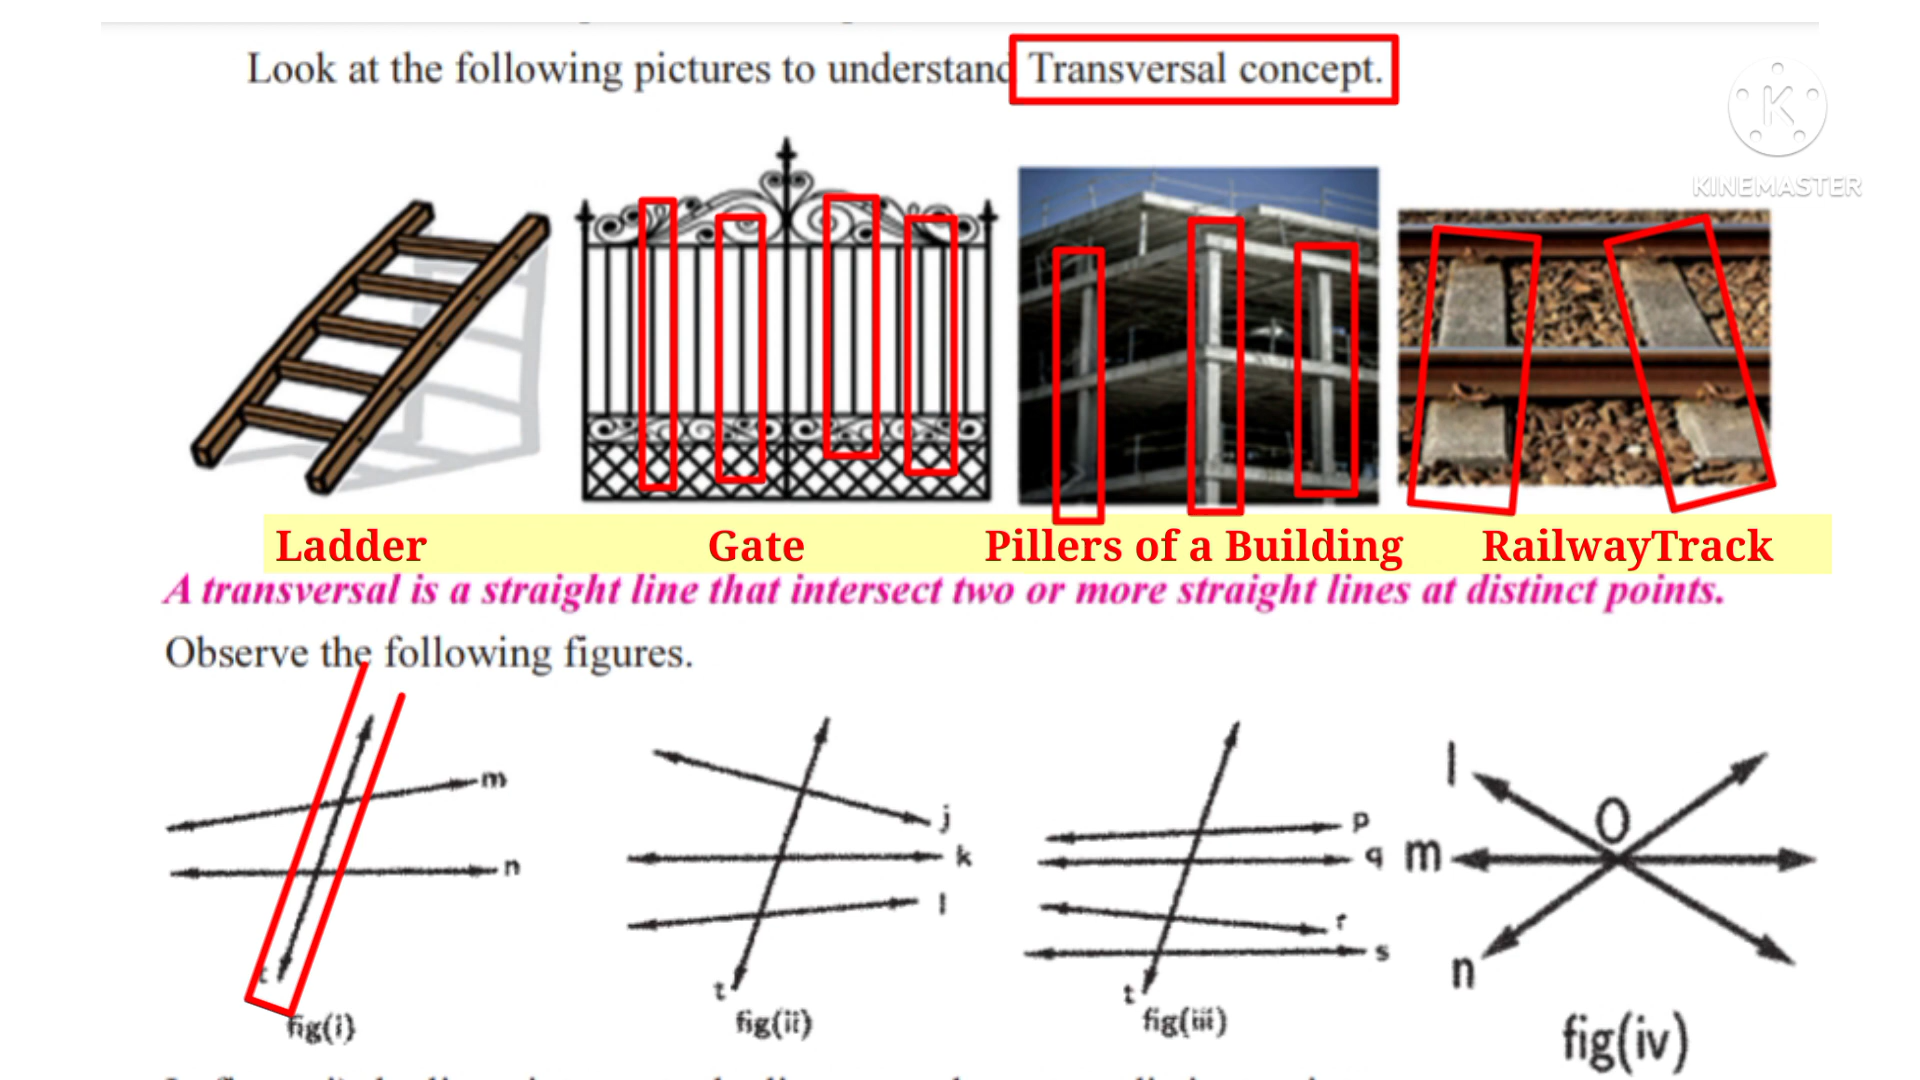 Look at the following pictures to understand Transversal concept.
K
KINEMASTER
Ladder Gate Pillers of a Building RailwayTrack
A transversal is a straight line that intersect two or more straight lines at distinct points.
Observe the following figures.
m
n
fig(i)
j
k
l
t
fig(ii)
p
q
r
s
t
fig(iii)
l
O
m
n
fig(iv)